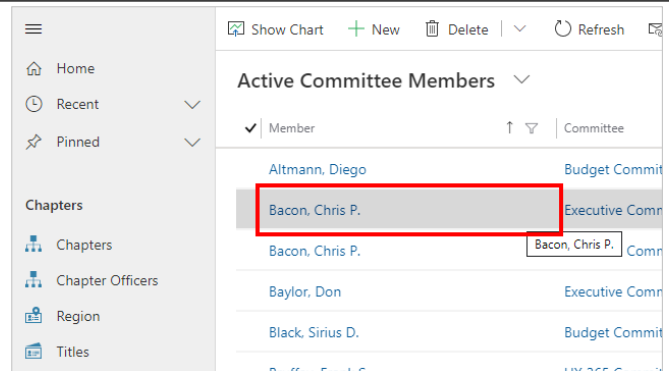 Show Chart
New
Delete
Refresh
Home
Recent
Pinned
Chapters
Chapters
Chapter Officers
Region
Titles
Active Committee Members
Member Committee
Altmann, Diego Budget Commit
Bacon, Chris P. Executive Comm
Bacon, Chris P. Comm
Bacon, Chris P.
Baylor, Don Executive Comm
Black, Sirius D. Budget Commit